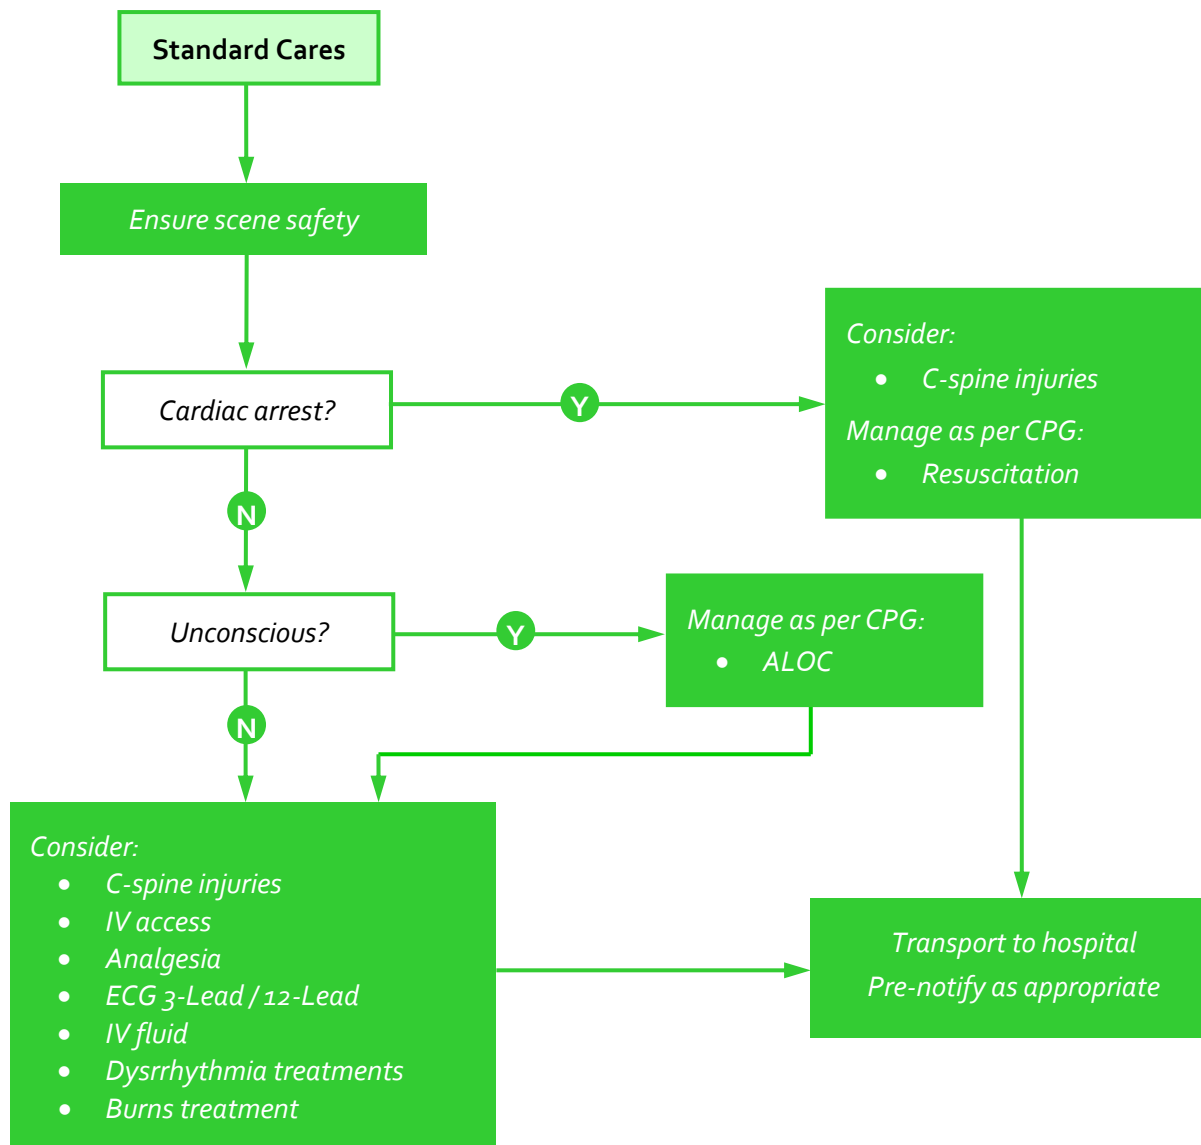 Standard Cares
Ensure scene safety
Cardiac arrest?
Y
Consider:
• C-spine injuries
Manage as per CPG:
• Resuscitation
N
Unconscious?
Y
Manage as per CPG:
• ALOC
N
Consider:
• C-spine injuries
• IV access
• Analgesia
• ECG 3-Lead / 12-Lead
• IV fluid
• Dysrrhythmia treatments
• Burns treatment
Transport to hospital
Pre-notify as appropriate